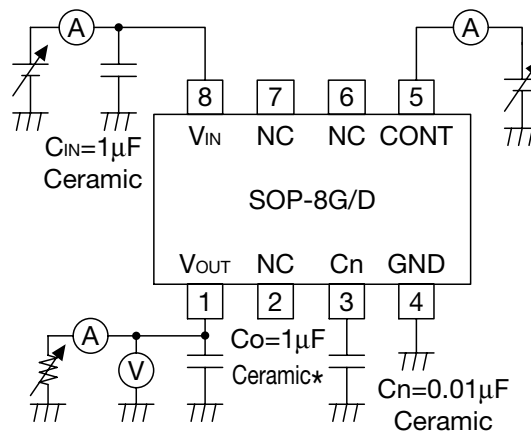 A
A
8
7
6
5
CIN=1µF
Ceramic
VIN
NC
NC
CONT
SOP-8G/D
VOUT
NC
Cn
GND
1
2
3
4
A
V
Co=1µF
Ceramic*
Cn=0.01µF
Ceramic